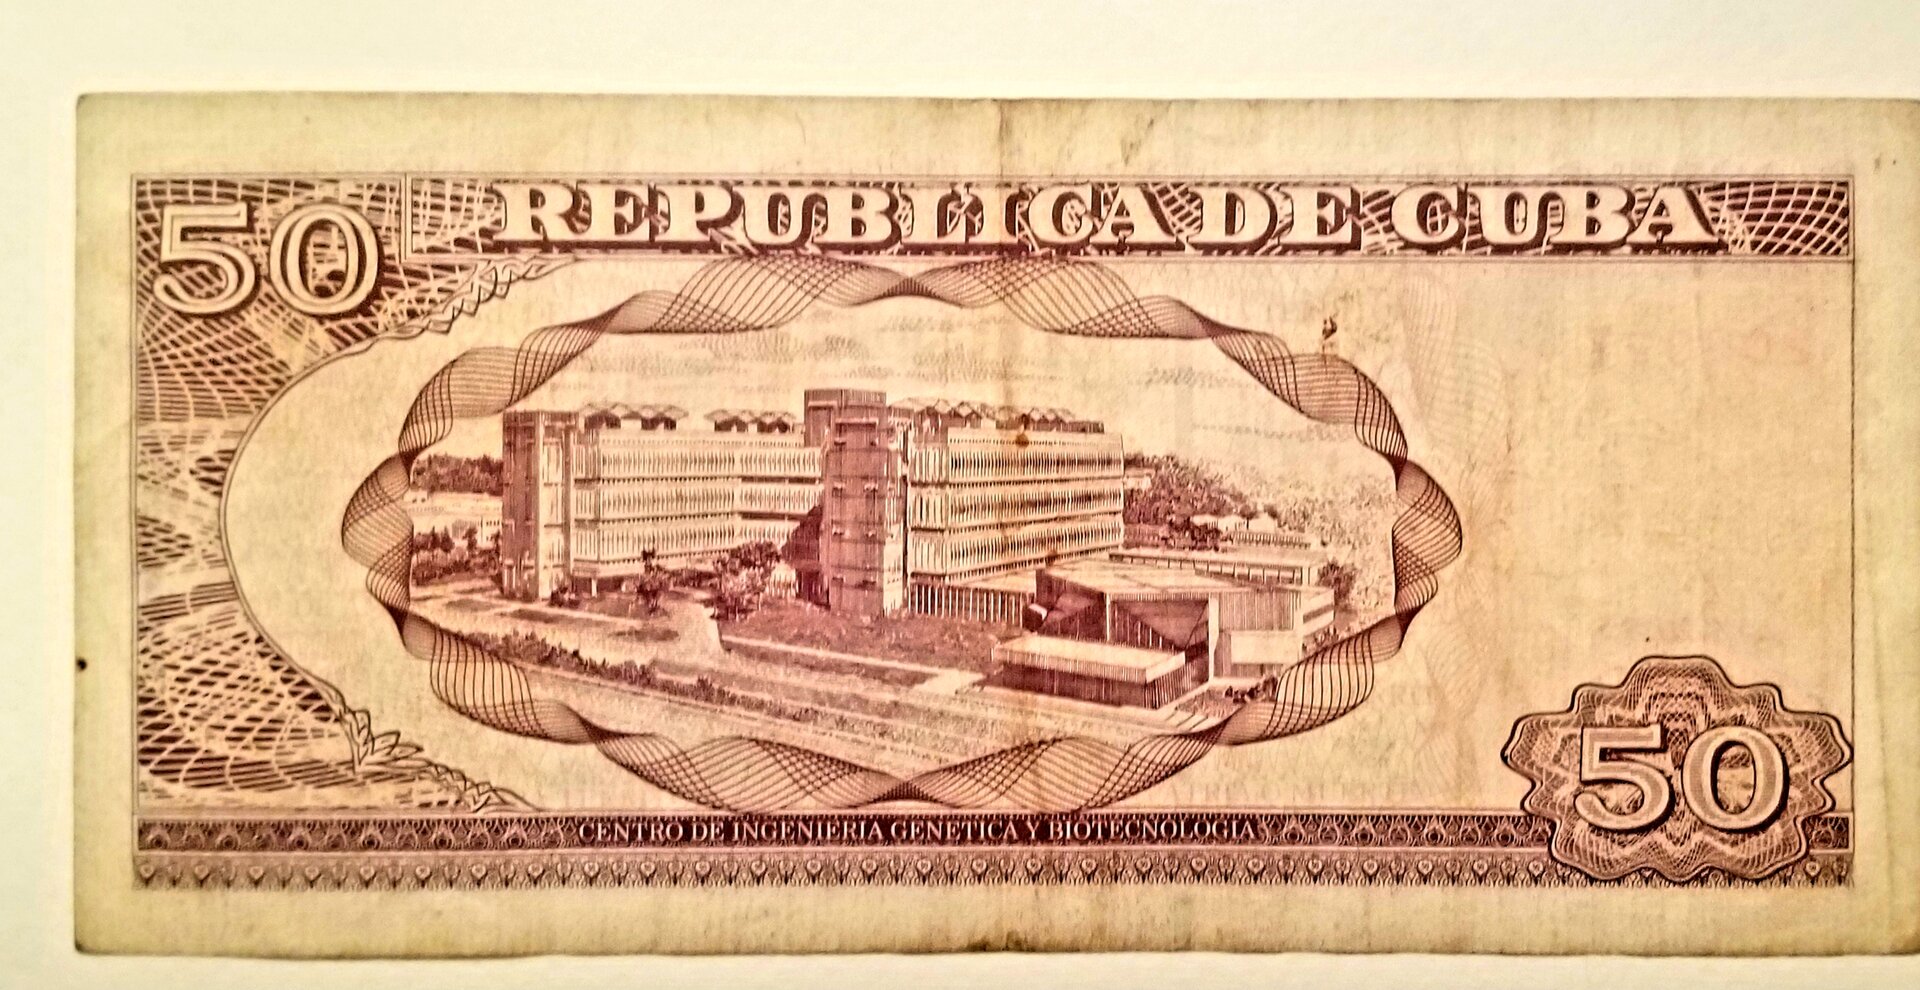 50 REPUBLICA DE CUBA
CENTRO DE INGENIERIA GENETICA Y BIOTECNOLOGIA
50